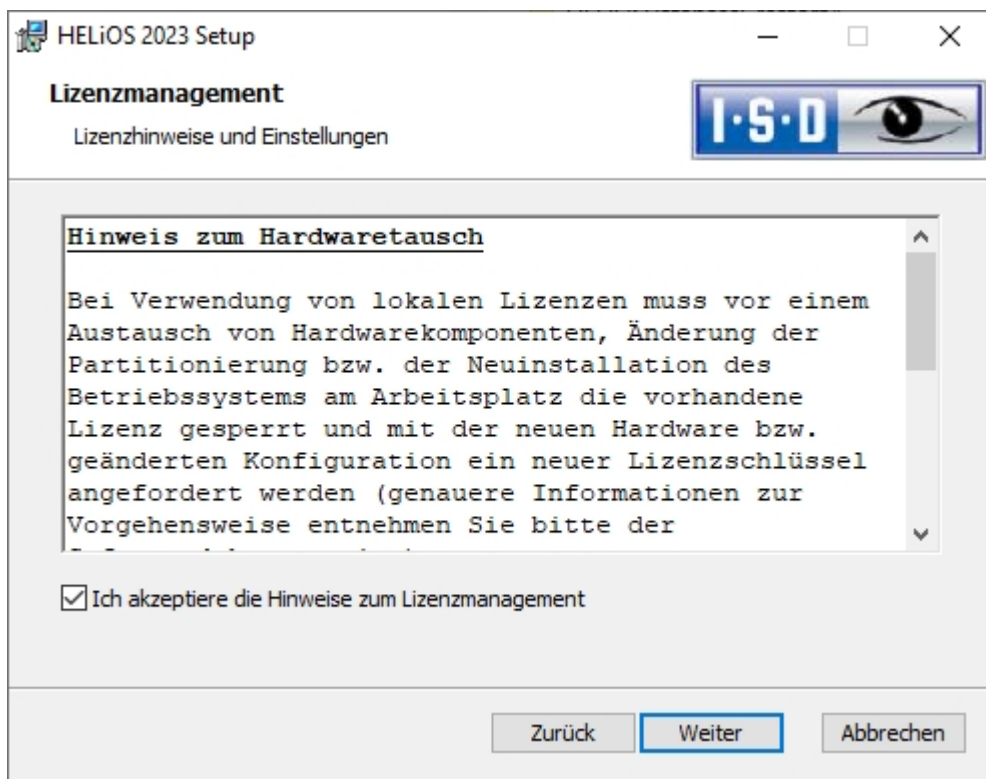 HELiOS 2023 Setup
Lizenzmanagement
Lizenzhinweise und Einstellungen
I·S·D
Hinweis zum Hardwaretausch
Bei Verwendung von lokalen Lizenzen muss vor einem
Austausch von Hardwarekomponenten, Änderung der
Partitionierung bzw. der Neuinstallation des
Betriebssystems am Arbeitsplatz die vorhandene
Lizenz gesperrt und mit der neuen Hardware bzw.
geänderten Konfiguration ein neuer Lizenzschlüssel
angefordert werden (genauere Informationen zur
Vorgehensweise entnehmen Sie bitte der
Ich akzeptiere die Hinweise zum Lizenzmanagement
Zurück
Weiter
Abbrechen